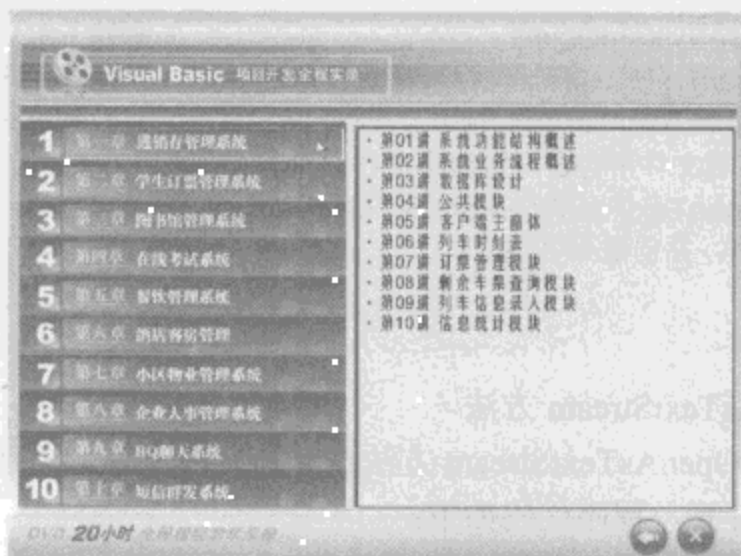 Visual Basic 项目开发全程实录
1 第一章 进销存管理系统
2 第二章 学生订票管理系统
3 第三章 图书馆管理系统
4 第四章 在线考试系统
5 第五章 餐饮管理系统
6 第六章 酒店客房管理
7 第七章 小区物业管理系统
8 第八章 企业人事管理系统
9 第九章 BQ聊天系统
10 第十章 短信群发系统
· 第01讲 系统功能结构概述
· 第02讲 系统业务流程概述
· 第03讲 数据库设计
· 第04讲 公共模块
· 第05讲 客户端主窗体
· 第06讲 列车时刻表
· 第07讲 订票管理模块
· 第08讲 剩余车票查询模块
· 第09讲 列车信息录入模块
· 第10讲 信息统计模块
DVD 20小时